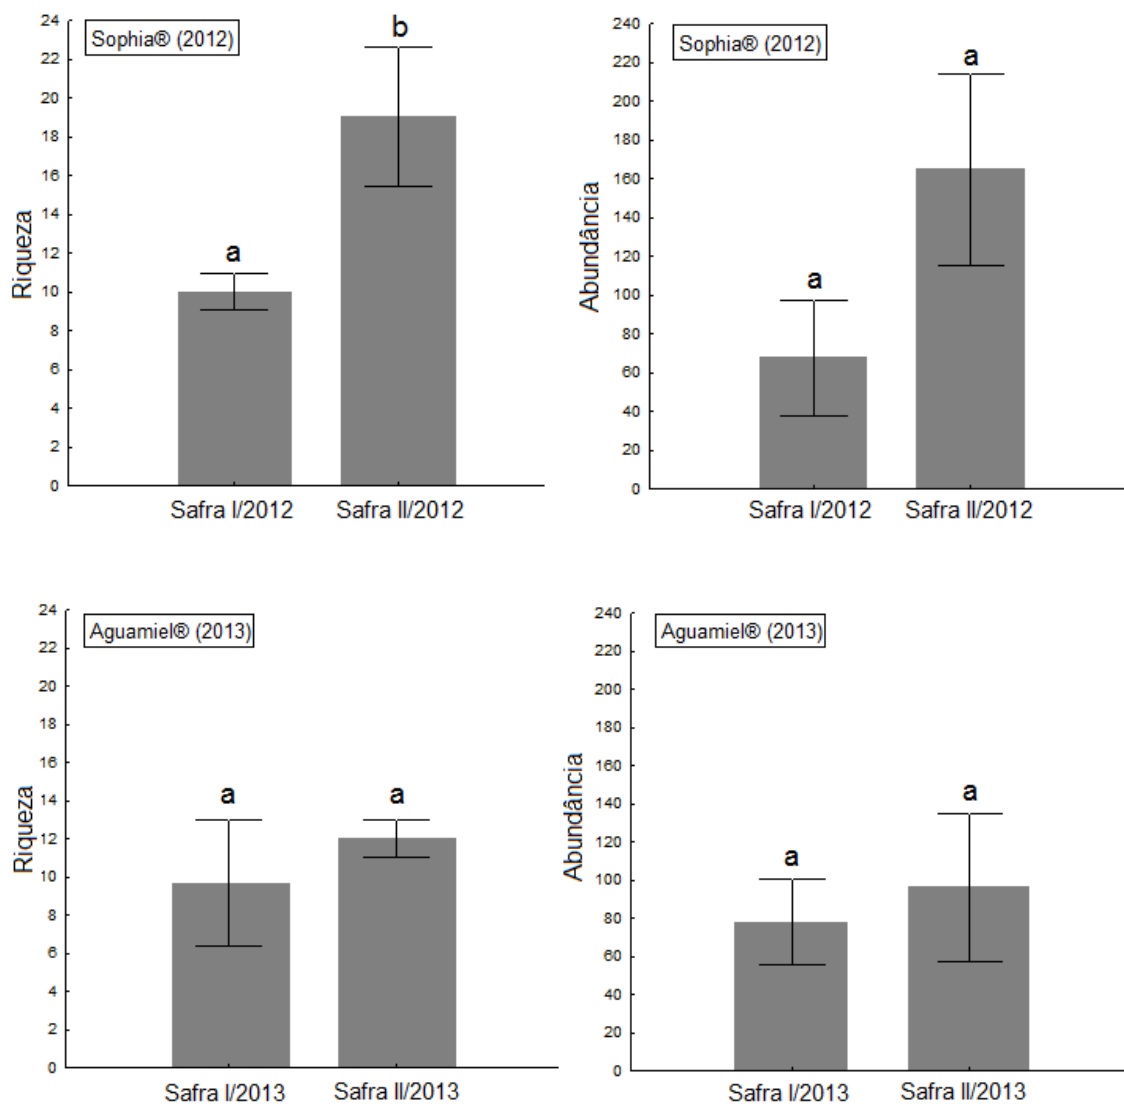 Sophia® (2012)
Riqueza
24
22
20
18
16
14
12
10
8
6
4
2
0
a
b
Safra I/2012
Safra II/2012
Sophia® (2012)
Abundância
240
220
200
180
160
140
120
100
80
60
40
20
0
a
a
Safra I/2012
Safra II/2012
Aguamiel® (2013)
Riqueza
24
22
20
18
16
14
12
10
8
6
4
2
0
a
a
Safra I/2013
Safra II/2013
Aguamiel® (2013)
Abundância
240
220
200
180
160
140
120
100
80
60
40
20
0
a
a
Safra I/2013
Safra II/2013